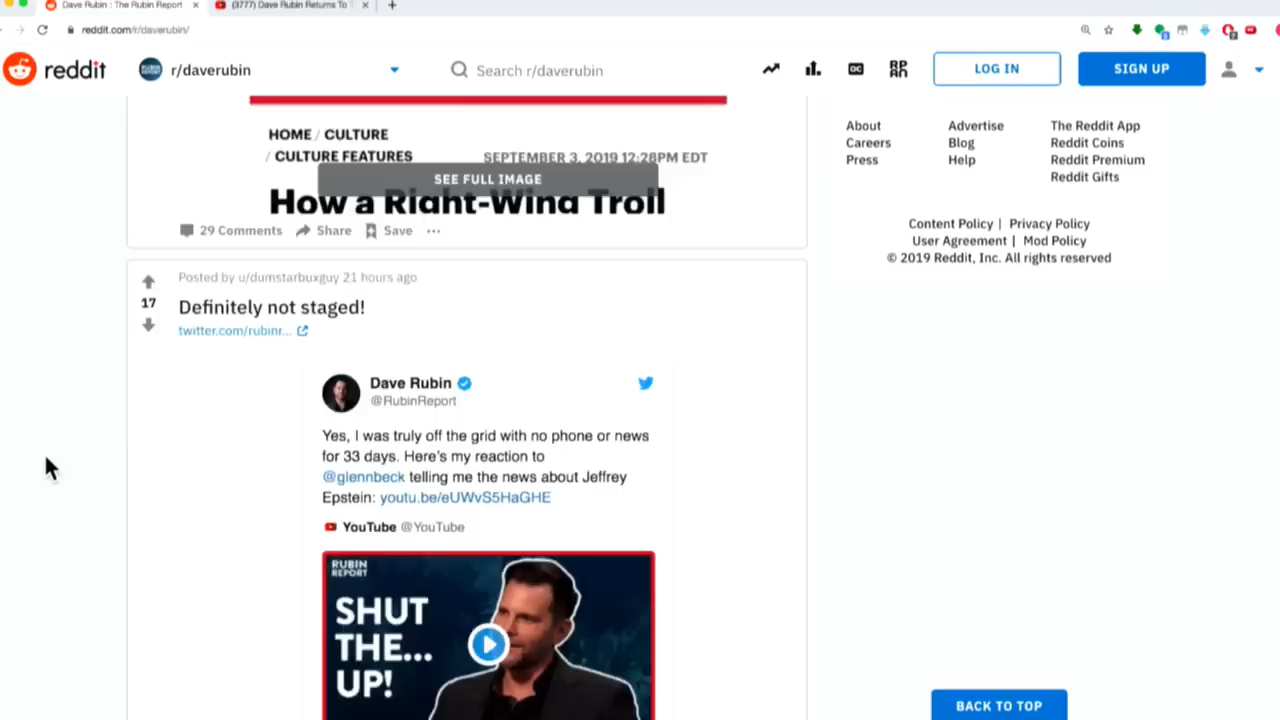 Dave Rubin : The Rubin Report
(3777) Dave Rubin Returns To
reddit.com/r/daverubin/
reddit
r/daverubin
Search r/daverubin
LOG IN
SIGN UP
HOME / CULTURE
/ CULTURE FEATURES
SEPTEMBER 3, 2019 12:28PM EDT
SEE FULL IMAGE
How a Right-Wing Troll
29 Comments
Share
Save
Posted by u/dumstarbuxguy 21 hours ago
17
Definitely not staged!
twitter.com/rubinr...
Dave Rubin
@RubinReport
Yes, I was truly off the grid with no phone or news
for 33 days. Here's my reaction to
@glennbeck telling me the news about Jeffrey
Epstein: youtu.be/eUWvS5HaGHE
YouTube @YouTube
RUBIN
REPORT
SHUT
THE...
UP!
About
Advertise
The Reddit App
Careers
Blog
Reddit Coins
Press
Help
Reddit Premium
Reddit Gifts
Content Policy | Privacy Policy
User Agreement | Mod Policy
© 2019 Reddit, Inc. All rights reserved
BACK TO TOP